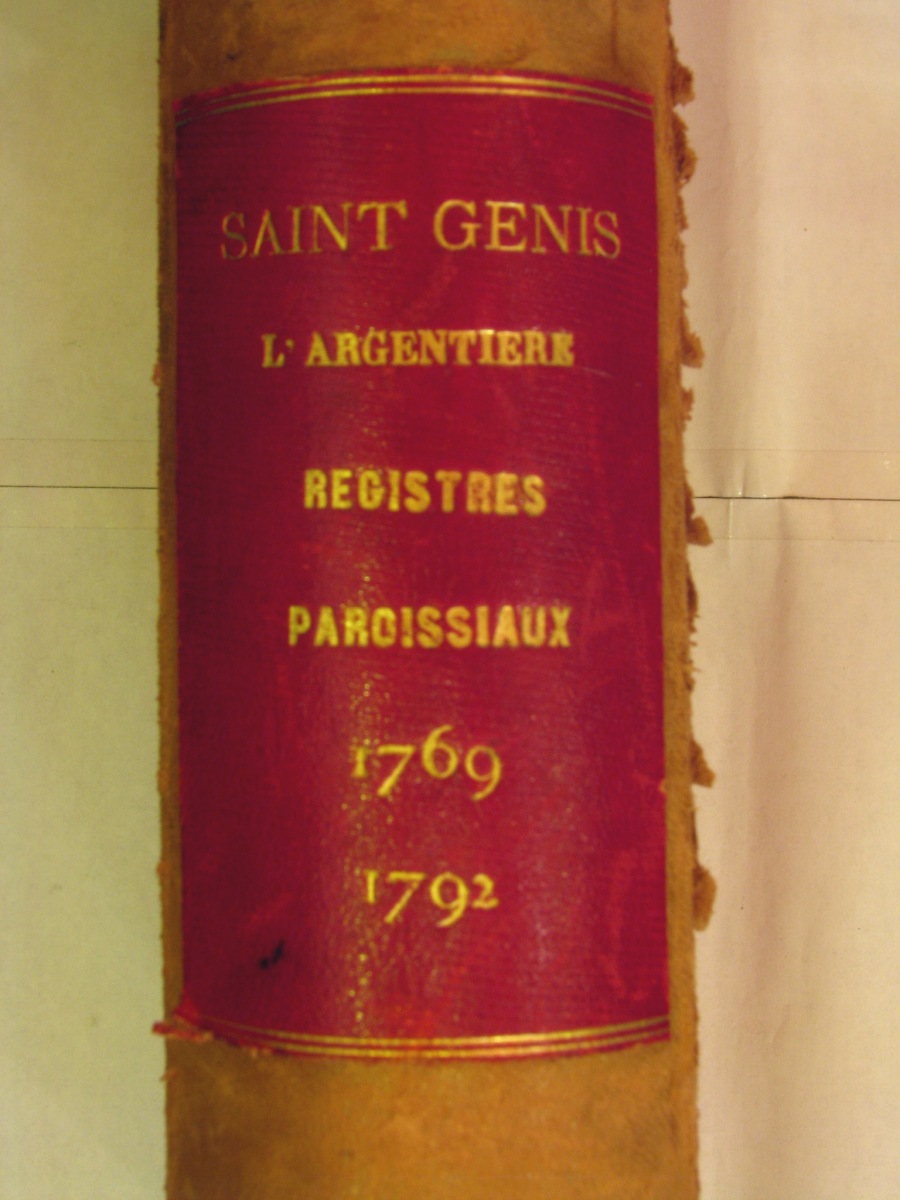 SAINT GENIS
L' ARGENTIERE
REGISTRES
PAROISSIAUX
1769
1792